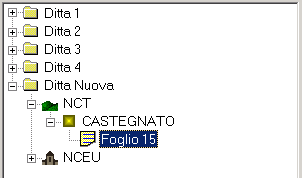 Ditta 1
Ditta 2
Ditta 3
Ditta 4
Ditta Nuova
NCT
CASTEGNATO
Foglio 15
NCEU